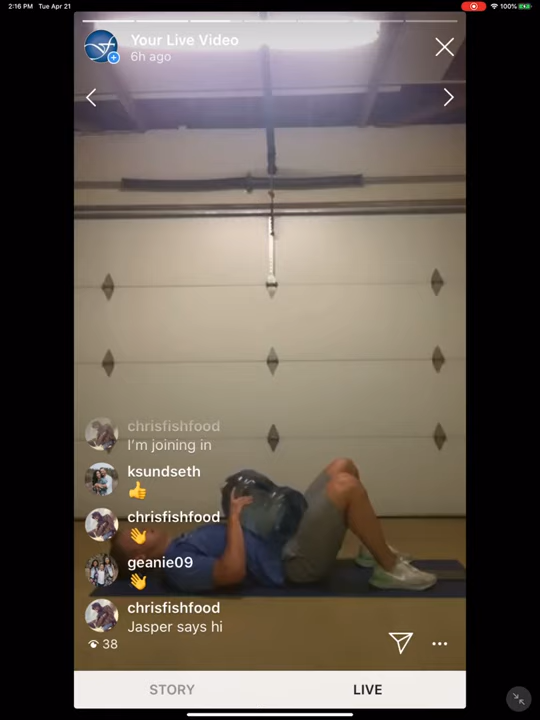 2:16 PM Tue Apr 21
100%
Your Live Video
6h ago
chrisfishfood
I'm joining in
ksundseth
👍
chrisfishfood
👋
geanie09
👋
chrisfishfood
Jasper says hi
38
STORY
LIVE